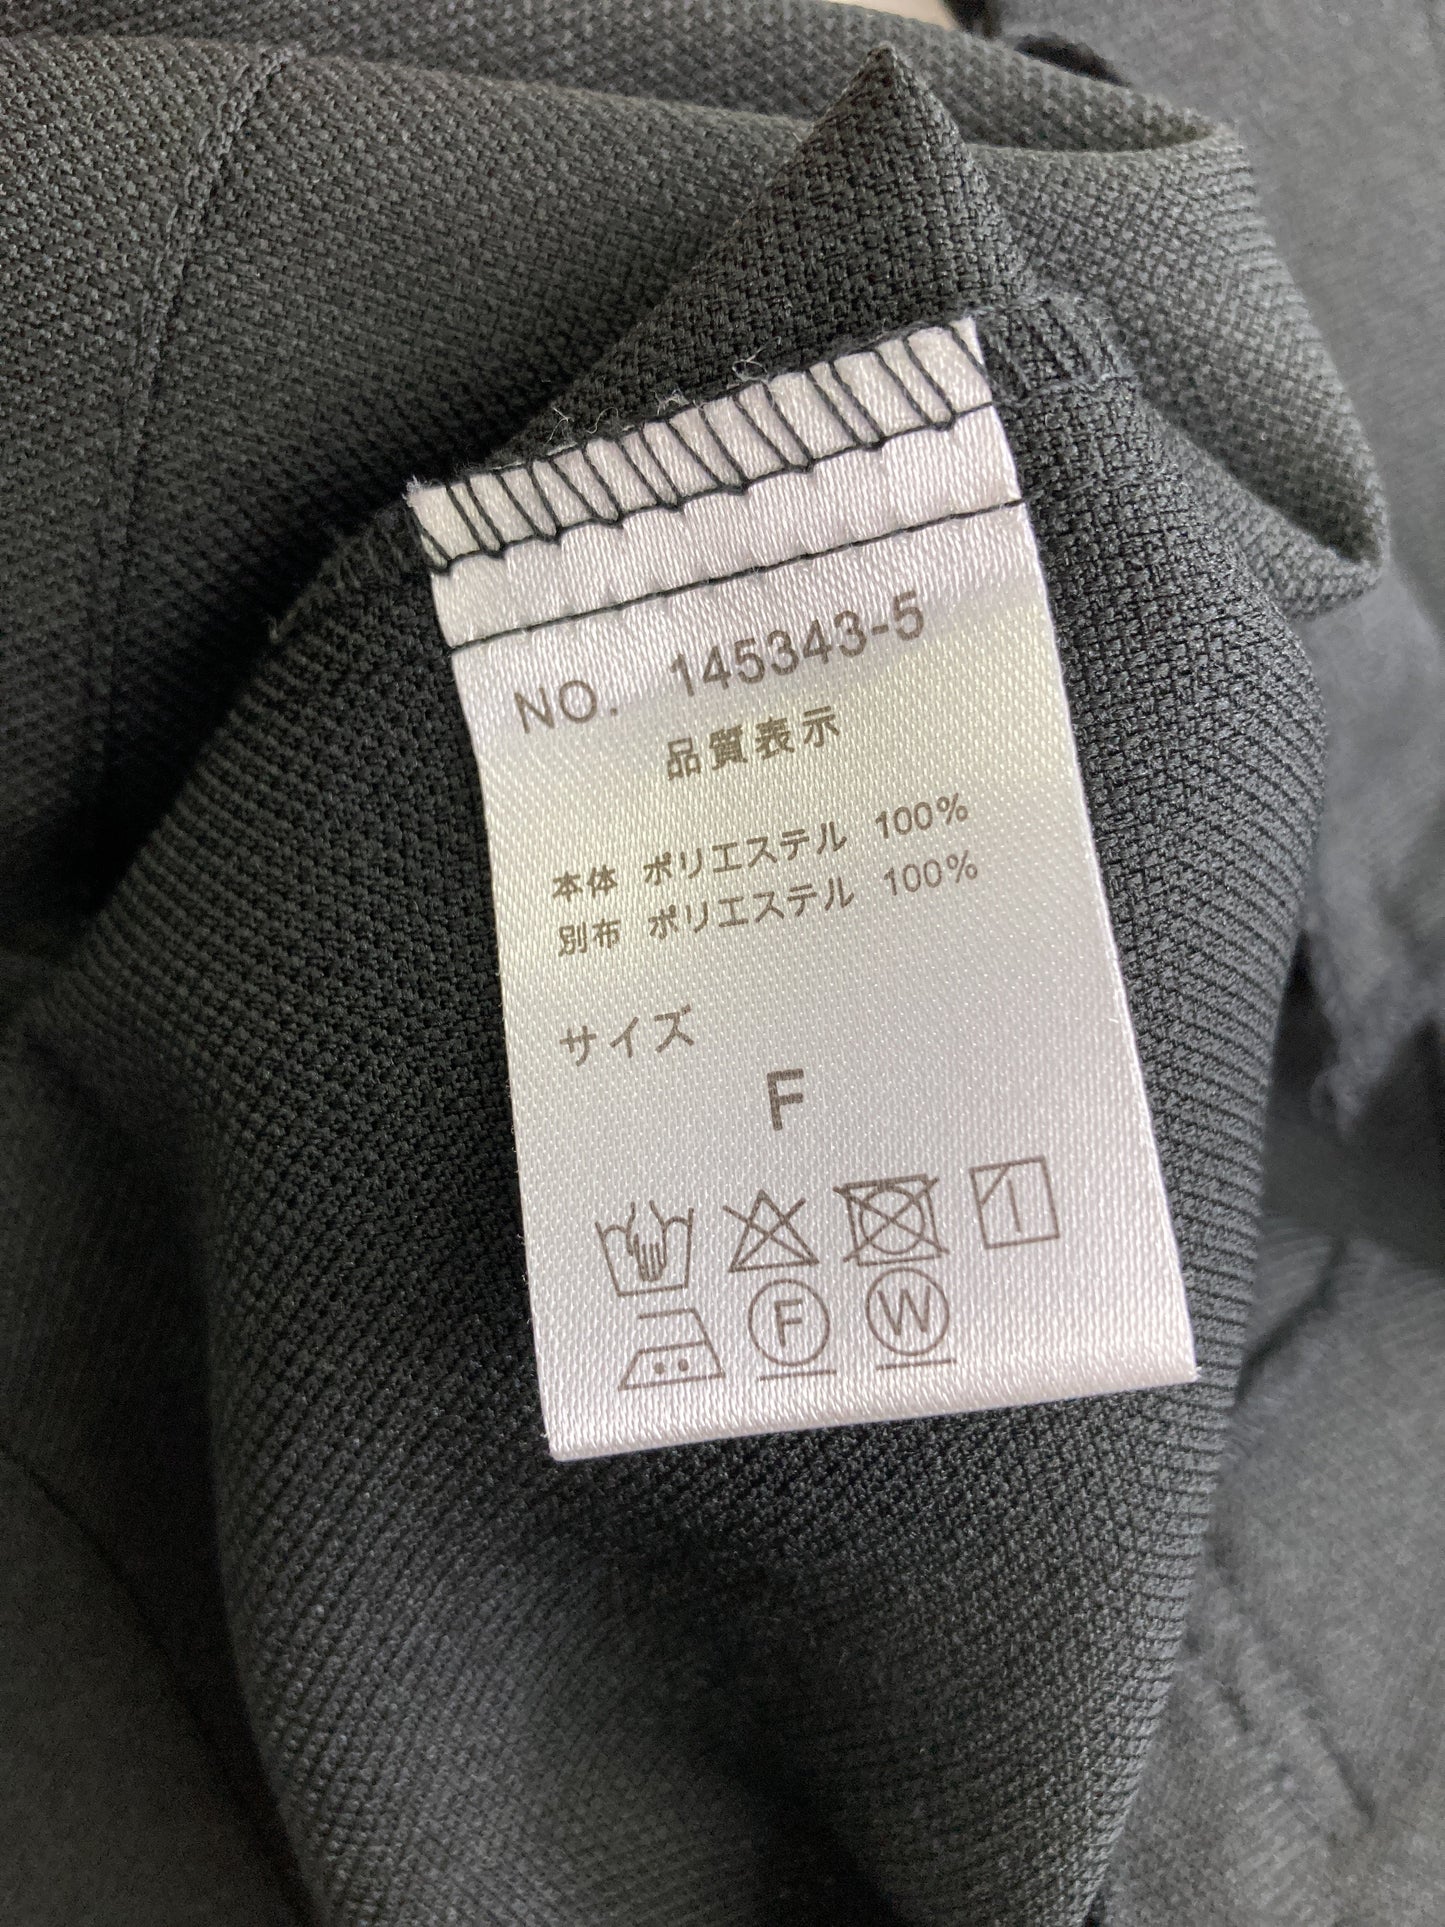 NO. 145343-5
品質表示
本体 ポリエステル 100%
別布 ポリエステル 100%
サイズ
F
F W